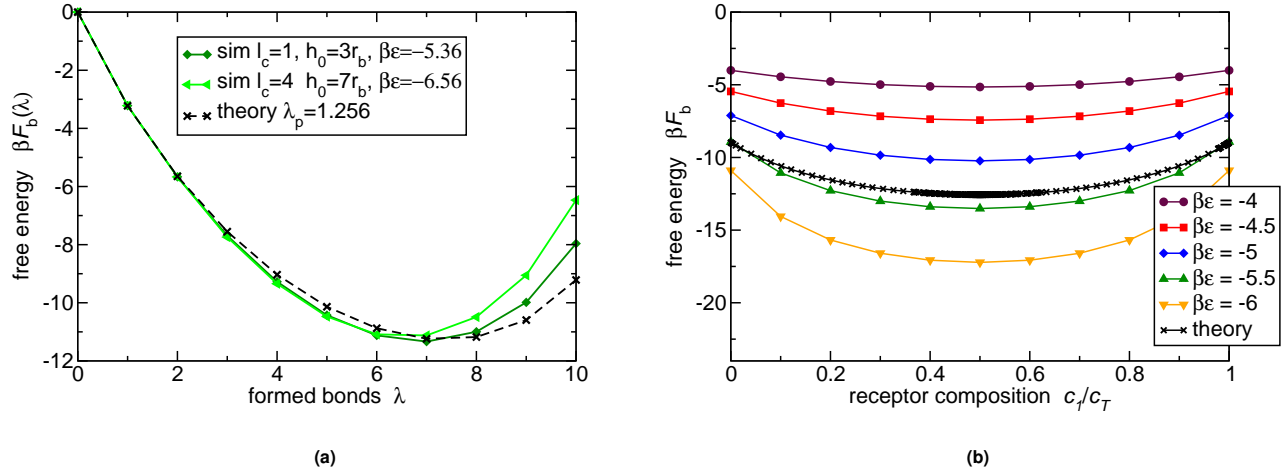 0
-2
-4
-6
-8
-10
-12
free energy βF_b(λ)
sim l_c=1, h_0=3r_b, βε=−5.36
sim l_c=4 h_0=7r_b, βε=−6.56
theory λ_p=1.256
0 2 4 6 8 10
formed bonds λ
(a)
0
-5
-10
-15
-20
free energy βF_b
βε = -4
βε = -4.5
βε = -5
βε = -5.5
βε = -6
theory
0 0.2 0.4 0.6 0.8 1
receptor composition c_1/c_T
(b)